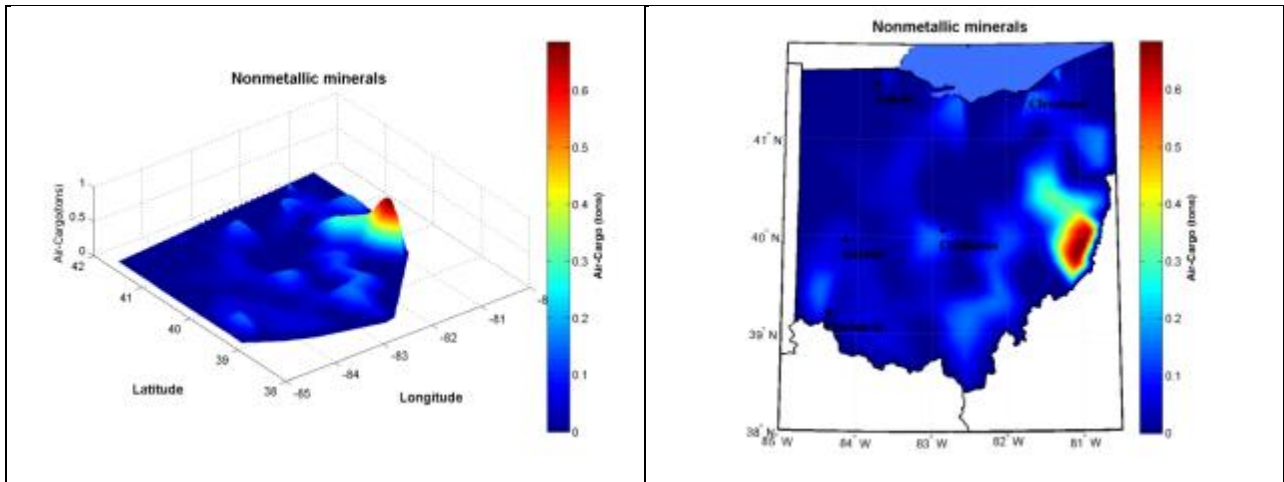 Nonmetallic minerals
0.6
0.5
0.4
0.3
0.2
0.1
0
1
0.5
0
Air-Cargo(tons)
42
41
40
39
38
Latitude
-85
-84
-83
-82
-81
Longitude
Air-Cargo (tons)
Nonmetallic minerals
41° N
40° N
39° N
38° N
85° W
84° W
83° W
82° W
81° W
Cleveland
Columbus
0.6
0.5
0.4
0.3
0.2
0.1
0
Air-Cargo (tons)